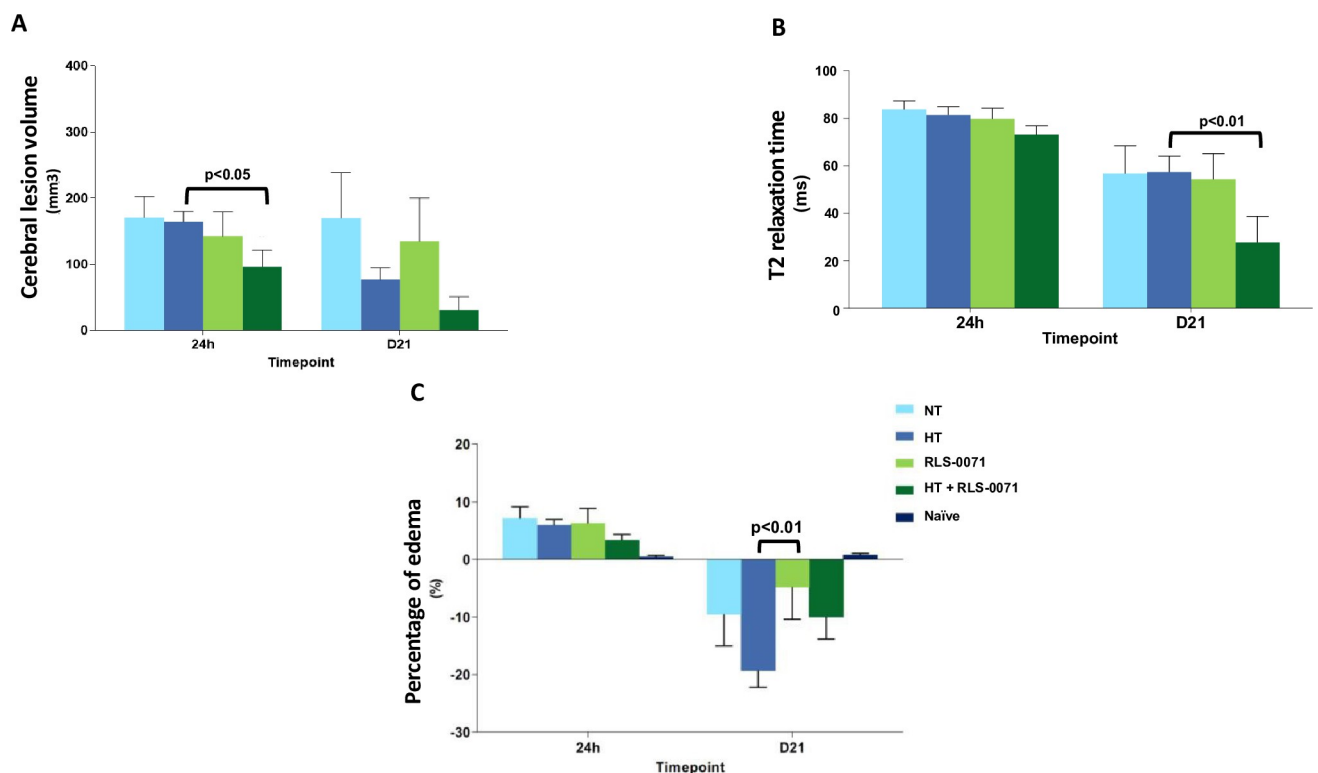 A
Cerebral lesion volume
(mm3)
400
300
200
100
0
p<0.05
24h
D21
Timepoint
B
T2 relaxation time
(ms)
100
80
60
40
20
0
p<0.01
24h
D21
Timepoint
C
Percentage of edema
(%)
20
10
0
-10
-20
-30
p<0.01
24h
D21
Timepoint
NT
HT
RLS-0071
HT + RLS-0071
Naïve